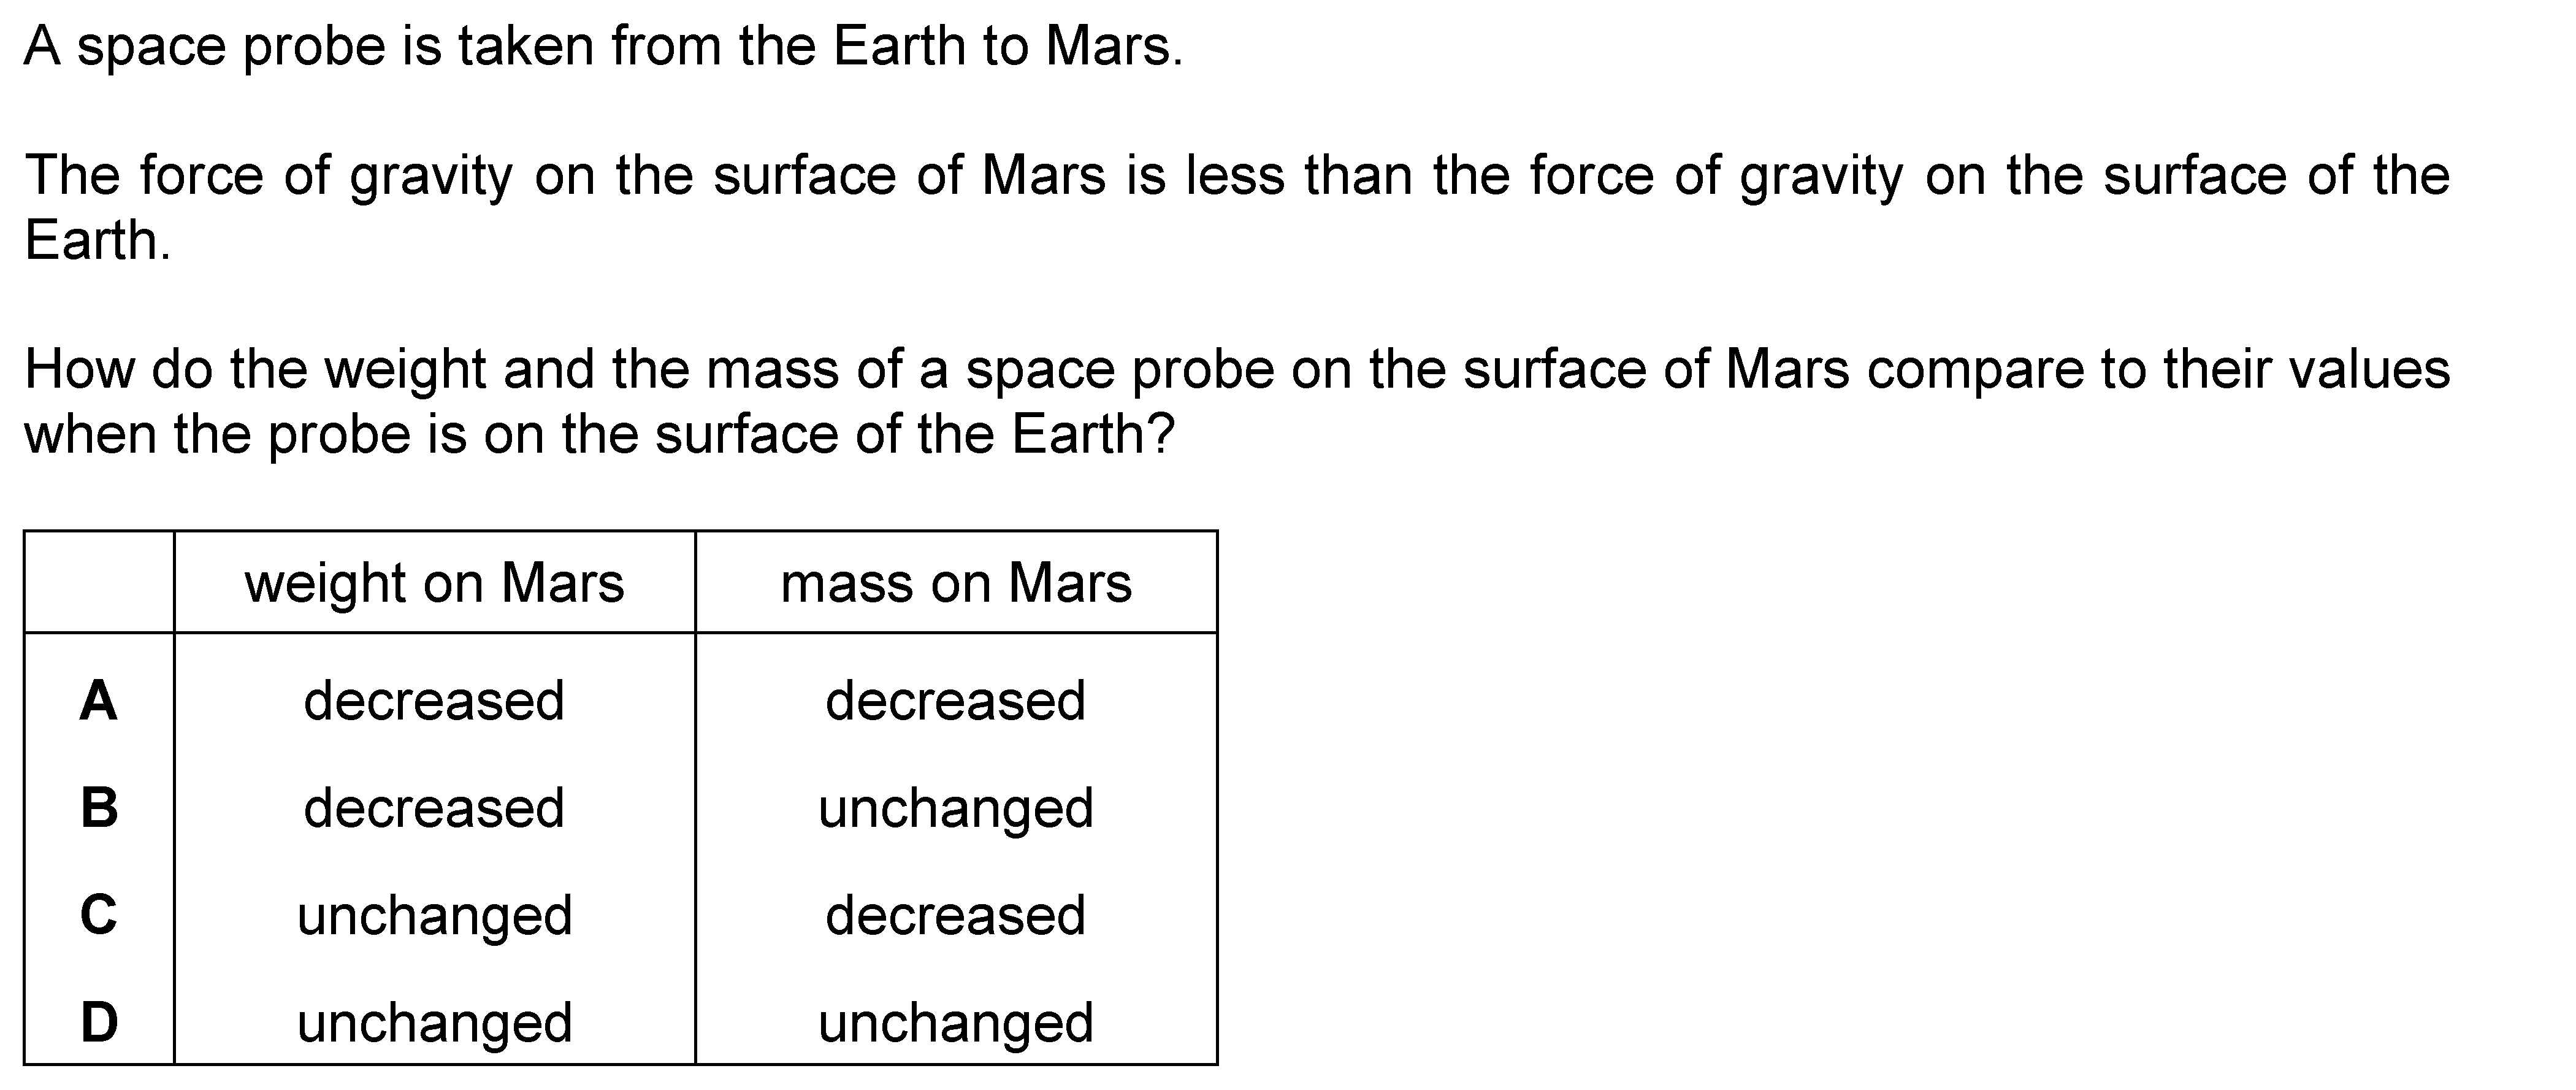 A space probe is taken from the Earth to Mars.
The force of gravity on the surface of Mars is less than the force of gravity on the surface of the
Earth.
How do the weight and the mass of a space probe on the surface of Mars compare to their values
when the probe is on the surface of the Earth?
weight on Mars mass on Mars
A decreased decreased
B decreased unchanged
C unchanged decreased
D unchanged unchanged